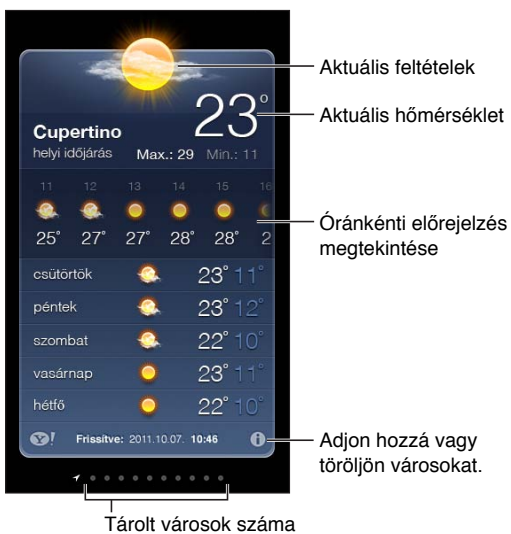 Aktuális feltételek
23°
Aktuális hőmérséklet
Cupertino
helyi időjárás Max.: 29 Min.: 11
11 12 13 14 15 16
25° 27° 27° 28° 28° 2
Óránkénti előrejelzés
megtekintése
csütörtök 23° 11°
péntek 23° 12°
szombat 22° 10°
vasárnap 23° 11°
hétfő 22° 10°
Y! Frissítve: 2011.10.07. 10:46 i
Adjon hozzá vagy
töröljön városokat.
Tárolt városok száma